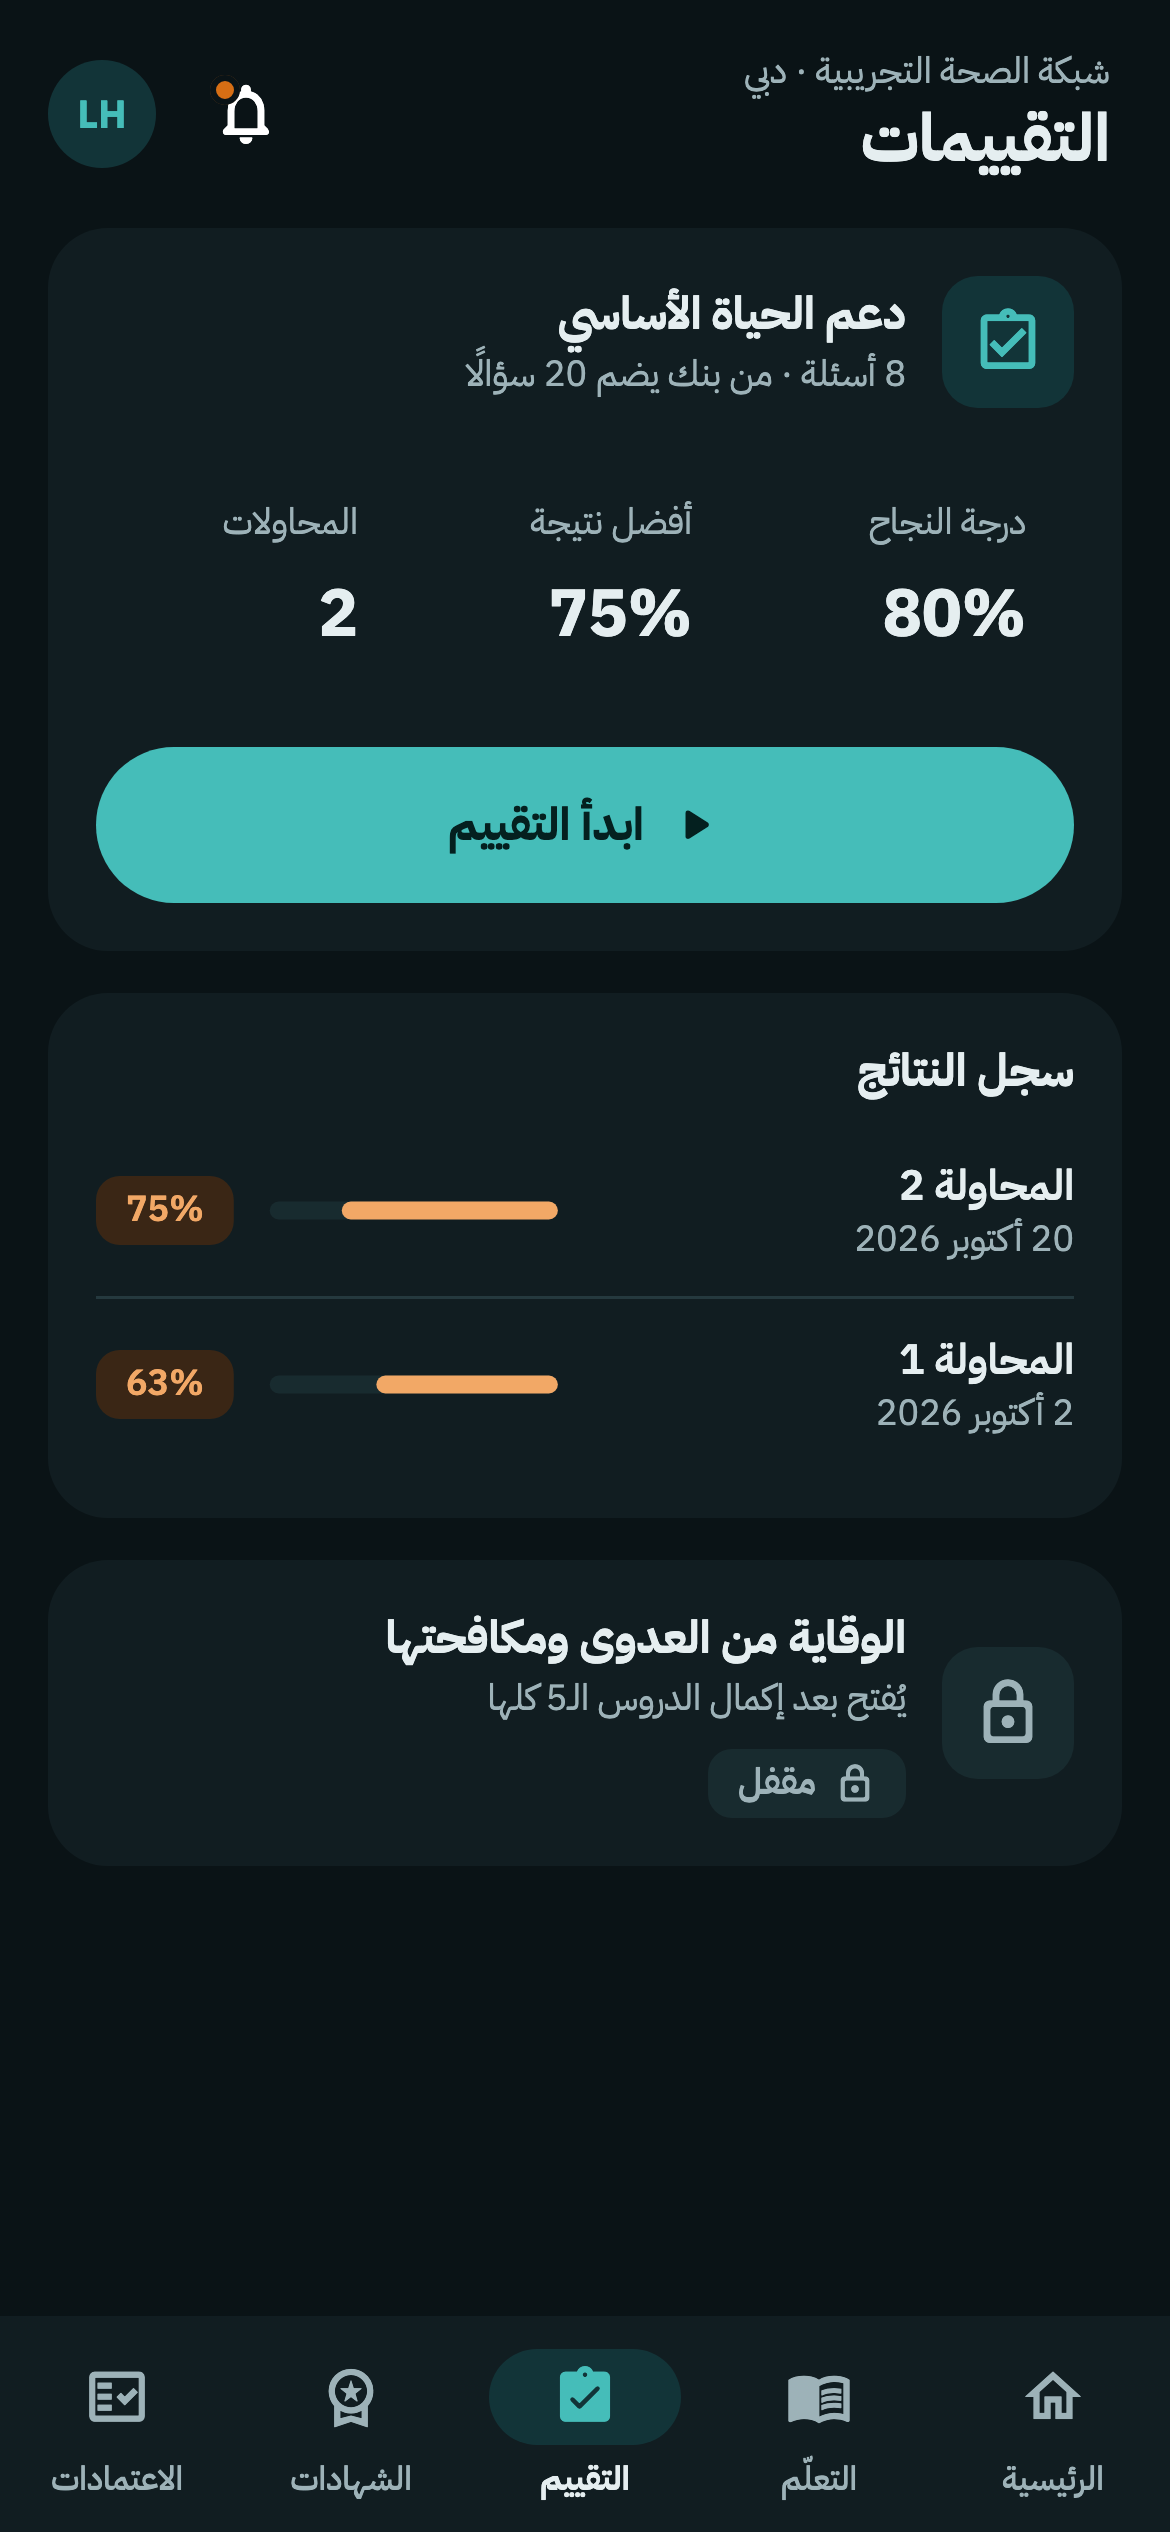 شبكة الصحة التجريبية · دبي
التقييمات
LH
دعم الحياة الأساسي
8 أسئلة · من بنك يضم 20 سؤالًا
درجة النجاح
80%
أفضل نتيجة
75%
المحاولات
2
ابدأ التقييم
سجل النتائج
المحاولة 2
20 أكتوبر 2026
75%
المحاولة 1
2 أكتوبر 2026
63%
الوقاية من العدوى ومكافحتها
يُفتح بعد إكمال الدروس الـ5 كلها
مقفل
الرئيسية
التعلّم
التقييم
الشهادات
الاعتمادات